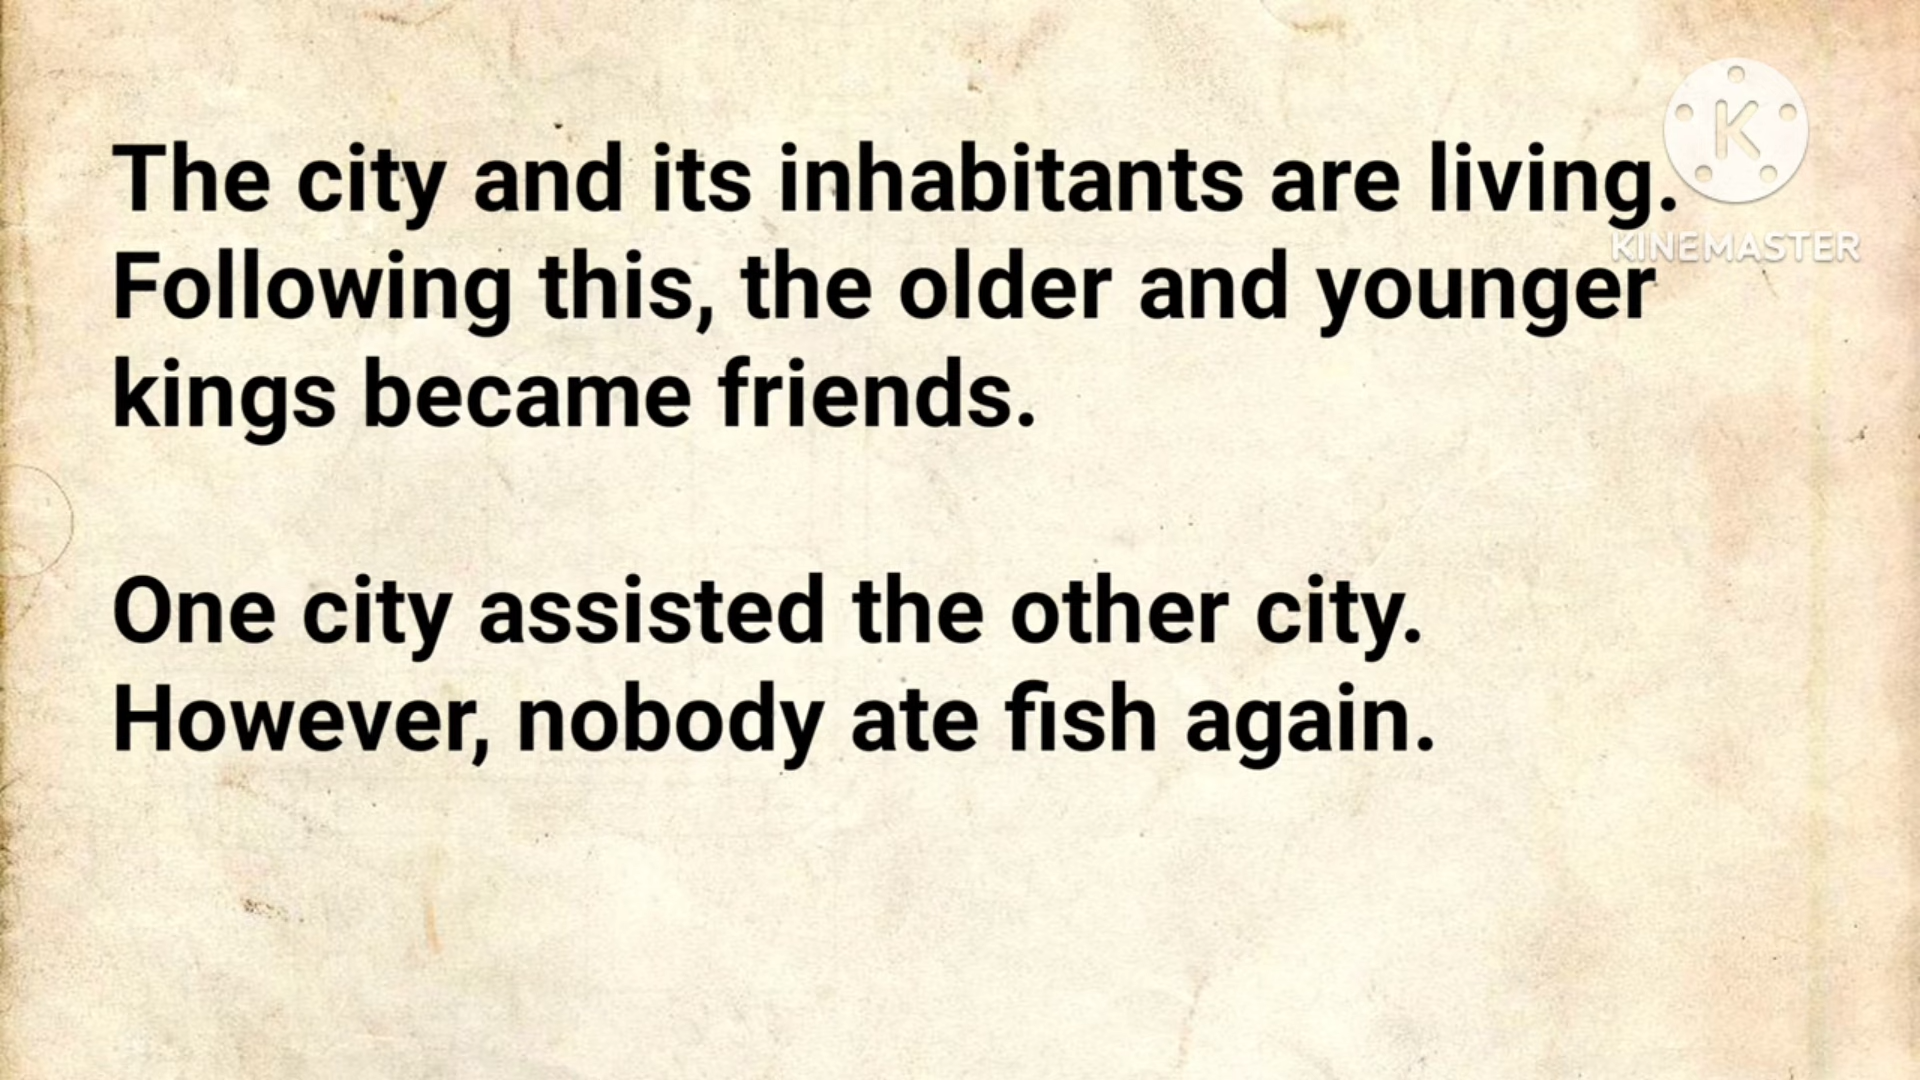 The city and its inhabitants are living.
Following this, the older and younger
kings became friends.
One city assisted the other city.
However, nobody ate fish again.
K
KINEMASTER